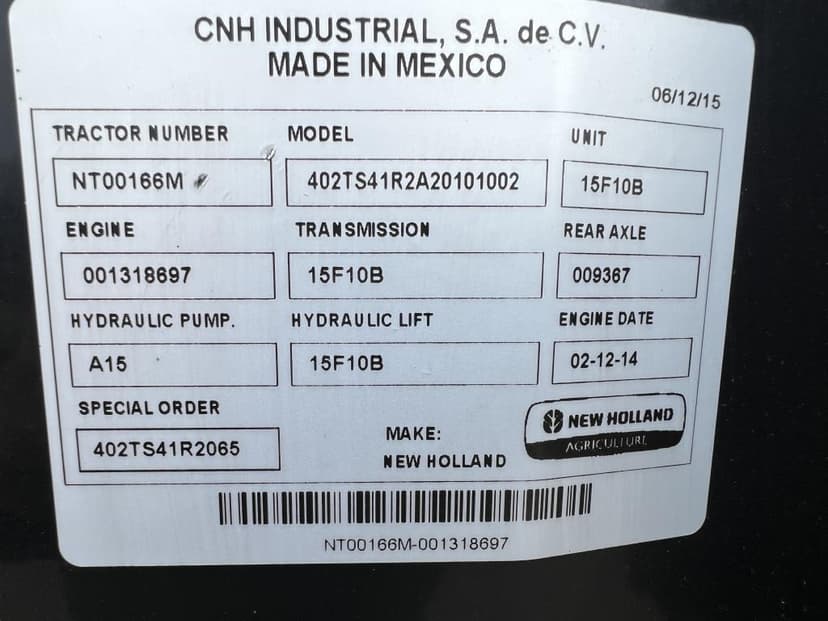 CNH INDUSTRIAL, S.A. de C.V.
MADE IN MEXICO
06/12/15
TRACTOR NUMBER MODEL UNIT
NT00166M 402TS41R2A20101002 15F10B
ENGINE TRANSMISSION REAR AXLE
001318697 15F10B 009367
HYDRAULIC PUMP. HYDRAULIC LIFT ENGINE DATE
A15 15F10B 02-12-14
SPECIAL ORDER
402TS41R2065
MAKE:
NEW HOLLAND
NEW HOLLAND
AGRICULTURE
NT00166M-001318697